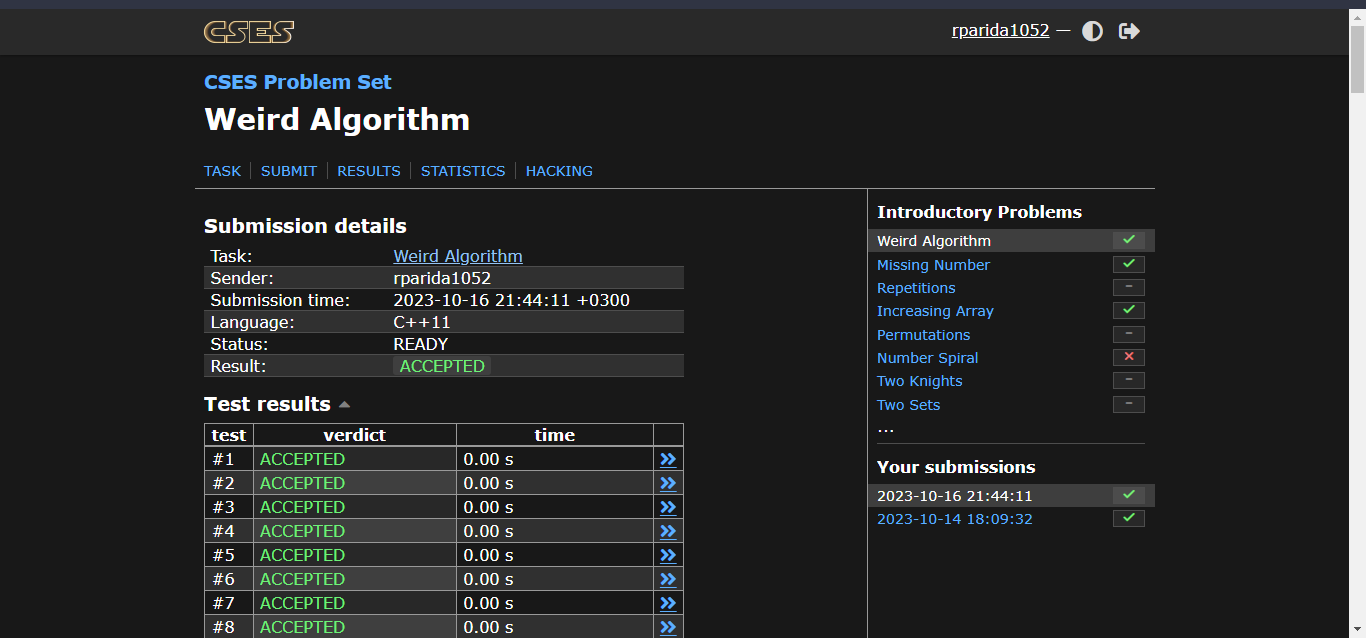 CSES
rparida1052 —
CSES Problem Set
Weird Algorithm
TASK SUBMIT RESULTS STATISTICS HACKING
Submission details
Task: Weird Algorithm
Sender: rparida1052
Submission time: 2023-10-16 21:44:11 +0300
Language: C++11
Status: READY
Result: ACCEPTED
Test results
test verdict time
#1 ACCEPTED 0.00 s
#2 ACCEPTED 0.00 s
#3 ACCEPTED 0.00 s
#4 ACCEPTED 0.00 s
#5 ACCEPTED 0.00 s
#6 ACCEPTED 0.00 s
#7 ACCEPTED 0.00 s
#8 ACCEPTED 0.00 s
Introductory Problems
Weird Algorithm
Missing Number
Repetitions
Increasing Array
Permutations
Number Spiral
Two Knights
Two Sets
...
Your submissions
2023-10-16 21:44:11
2023-10-14 18:09:32